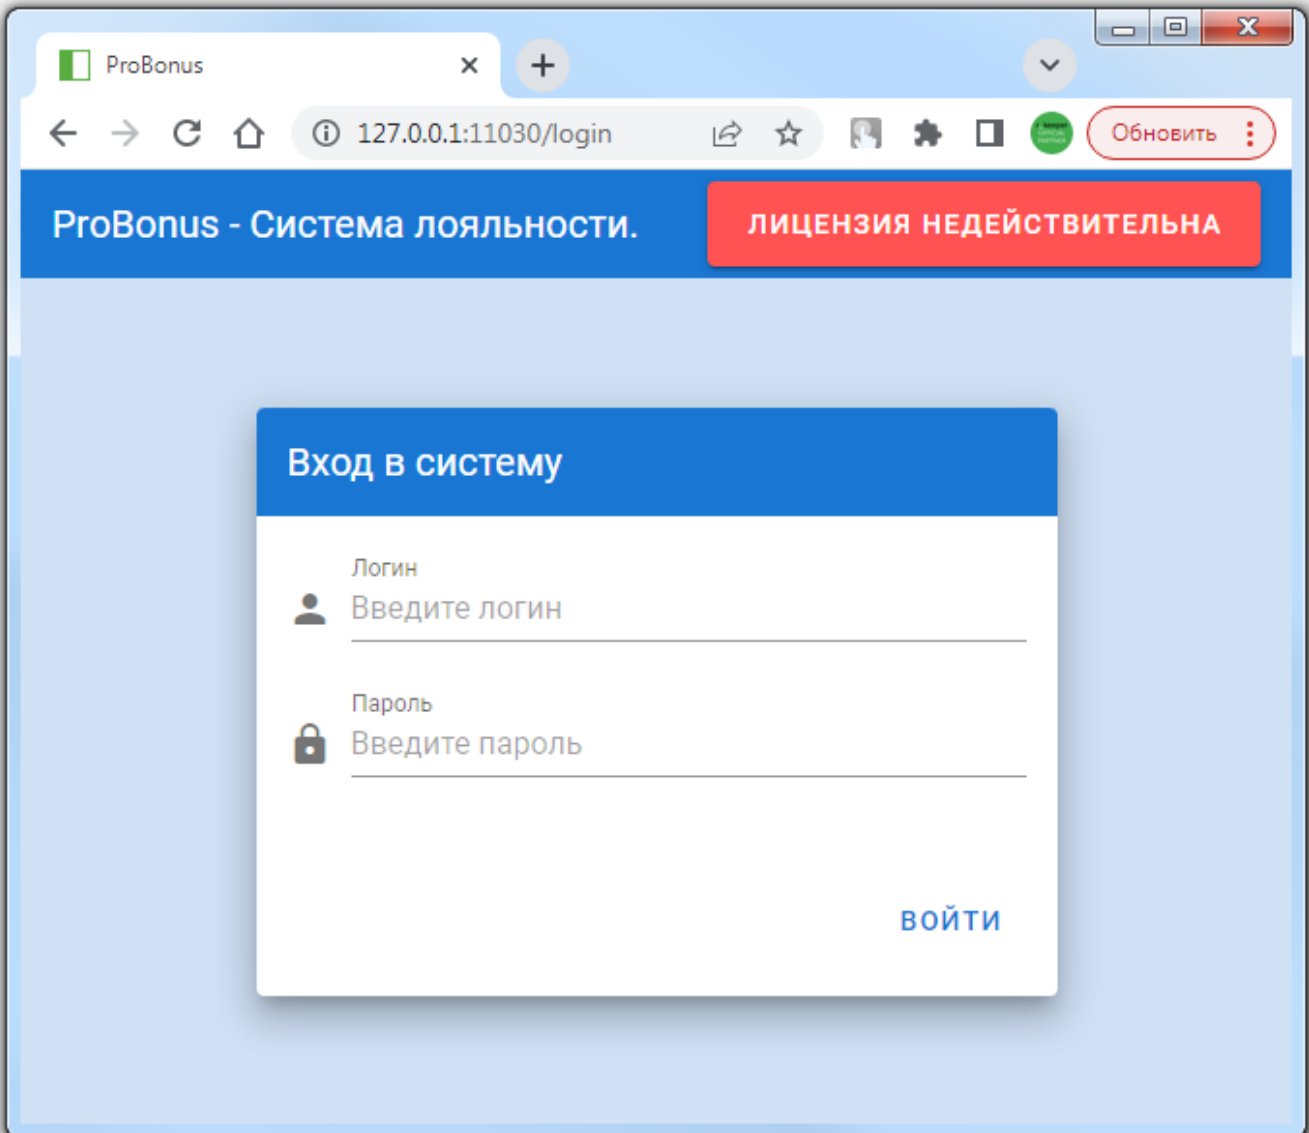 ProBonus
127.0.0.1:11030/login
Обновить
ProBonus - Система лояльности.
ЛИЦЕНЗИЯ НЕДЕЙСТВИТЕЛЬНА
Вход в систему
Логин
Введите логин
Пароль
Введите пароль
ВОЙТИ